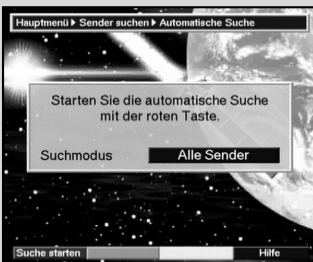 Hauptmenü ▶ Sender suchen ▶ Automatische Suche
Starten Sie die automatische Suche
mit der roten Taste.
Suchmodus Alle Sender
Suche starten Hilfe